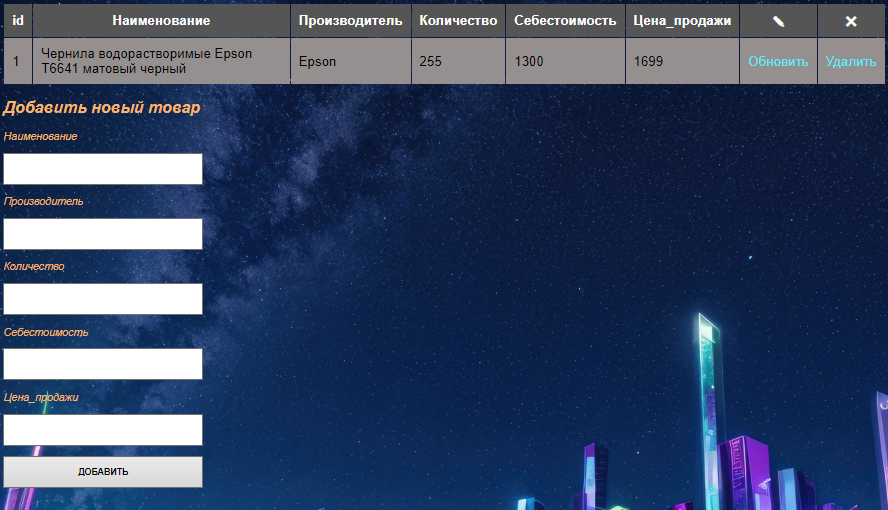 id Наименование Производитель Количество Себестоимость Цена_продажи
1 Чернила водорастворимые Epson T6641 матовый черный Epson 255 1300 1699 Обновить Удалить
Добавить новый товар
Наименование
Производитель
Количество
Себестоимость
Цена_продажи
ДОБАВИТЬ